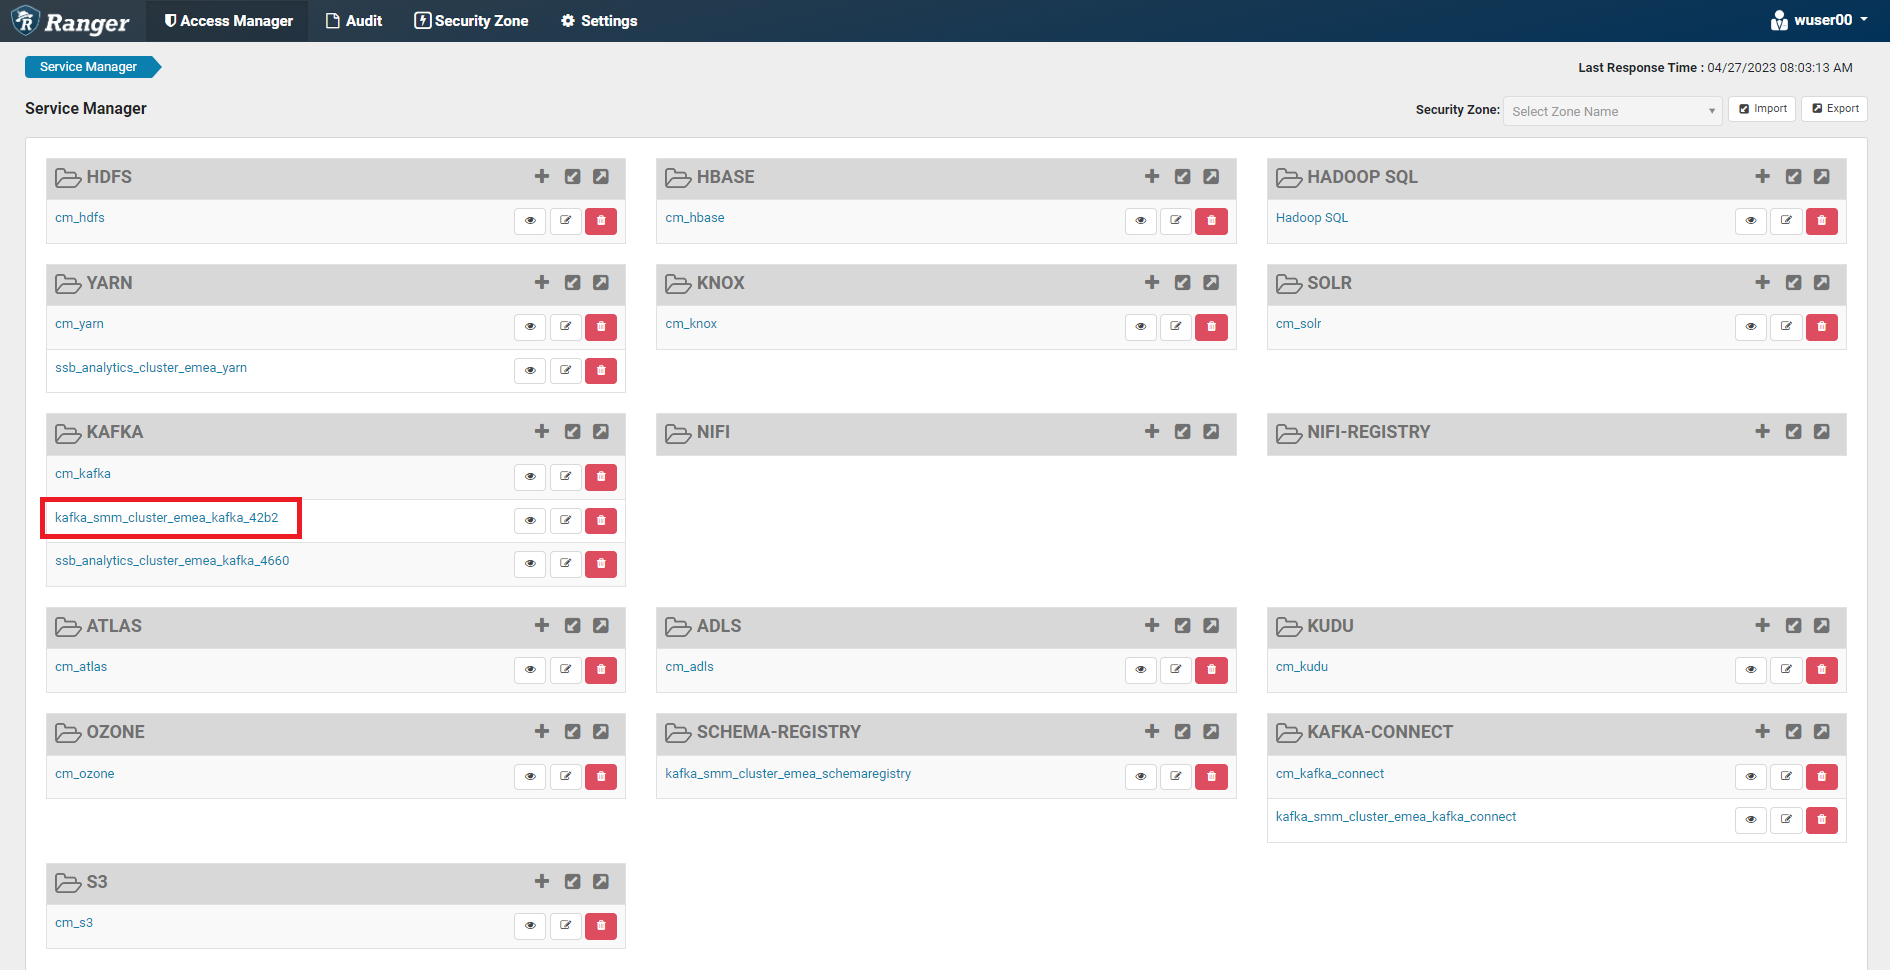 Ranger Access Manager Audit Security Zone Settings wuser00
Service Manager
Last Response Time : 04/27/2023 08:03:13 AM
Service Manager
Security Zone: Select Zone Name Import Export
HDFS
cm_hdfs
HBASE
cm_hbase
HADOOP SQL
Hadoop SQL
YARN
cm_yarn
ssb_analytics_cluster_emea_yarn
KNOX
cm_knox
SOLR
cm_solr
KAFKA
cm_kafka
kafka_smm_cluster_emea_kafka_42b2
ssb_analytics_cluster_emea_kafka_4660
NIFI
NIFI-REGISTRY
ATLAS
cm_atlas
ADLS
cm_adls
KUDU
cm_kudu
OZONE
cm_ozone
SCHEMA-REGISTRY
kafka_smm_cluster_emea_schemaregistry
KAFKA-CONNECT
cm_kafka_connect
kafka_smm_cluster_emea_kafka_connect
S3
cm_s3